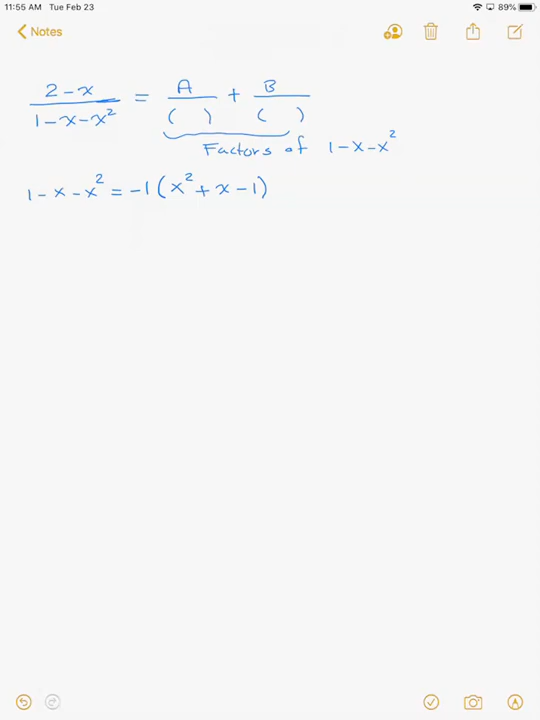 11:55 AM Tue Feb 23 89%
Notes
2-x / 1-x-x² = A / ( ) + B / ( )
Factors of 1-x-x²
1-x-x² = -1(x²+x-1)